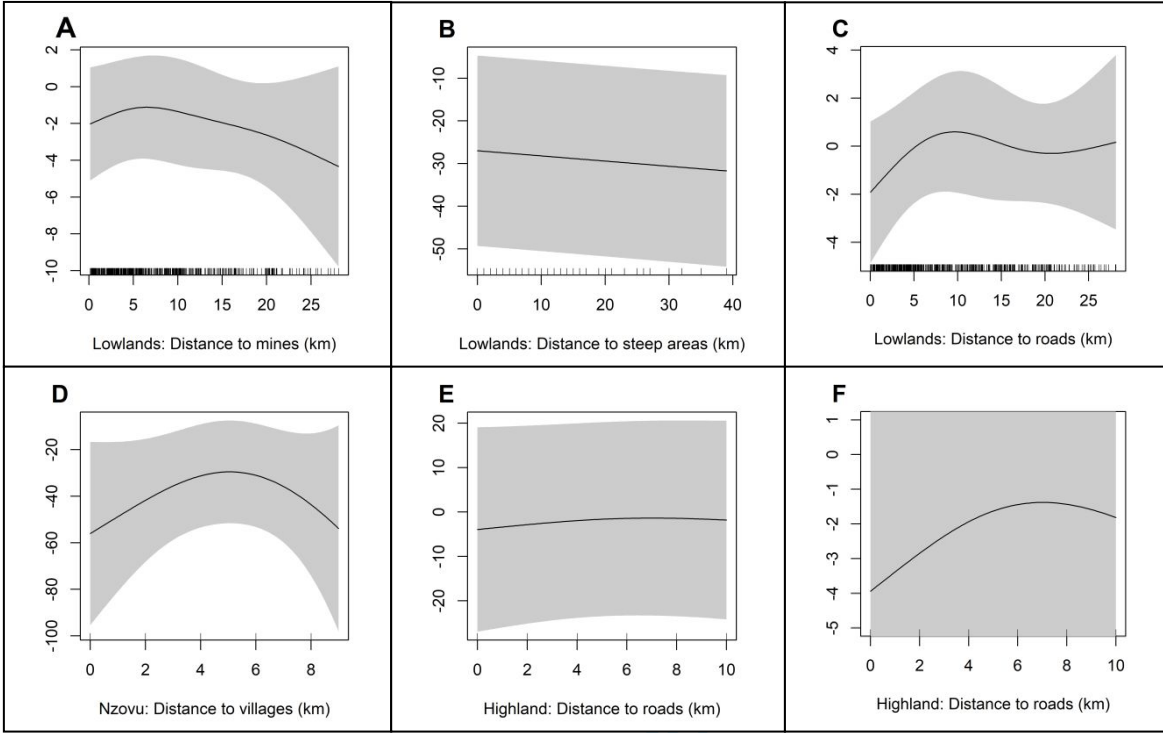 A
2
0
-2
-4
-6
-8
-10
0 5 10 15 20 25
Lowlands: Distance to mines (km)
B
-10
-20
-30
-40
-50
0 10 20 30 40
Lowlands: Distance to steep areas (km)
C
4
2
0
-2
-4
0 5 10 15 20 25
Lowlands: Distance to roads (km)
D
-20
-40
-60
-80
-100
0 2 4 6 8
Nzovu: Distance to villages (km)
E
20
10
0
10
-20
0 2 4 6 8 10
Highland: Distance to roads (km)
F
1
0
-1
-2
-3
-4
-5
0 2 4 6 8 10
Highland: Distance to roads (km)